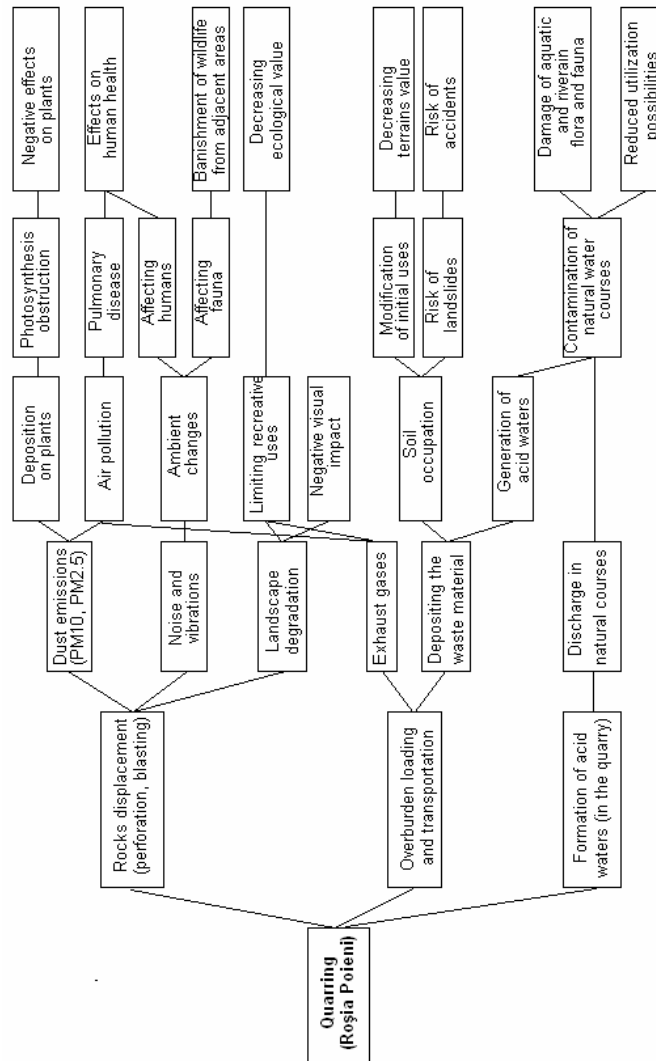 Quarring
(Roşia Poieni)
Rocks displacement
(perforation, blasting)
Overburden loading
and transportation
Formation of acid
waters (in the quarry)
Dust emissions
(PM10, PM2.5)
Noise and
vibrations
Landscape
degradation
Exhaust gases
Depositing the
waste material
Discharge in
natural courses
Deposition
on plants
Air pollution
Ambient
changes
Limiting recreative
uses
Negative visual
impact
Soil
occupation
Generation of
acid waters
Photosynthesis
obstruction
Pulmonary
disease
Affecting
humans
Affecting
fauna
Modification
of initial uses
Risk of
landslides
Contamination of
natural water
courses
Negative effects
on plants
Effects on
human health
Banishment of wildlife
from adjacent areas
Decreasing
ecological value
Decreasing
terrains value
Risk of
accidents
Damage of aquatic
and riverain
flora and fauna
Reduced utilization
possibilities